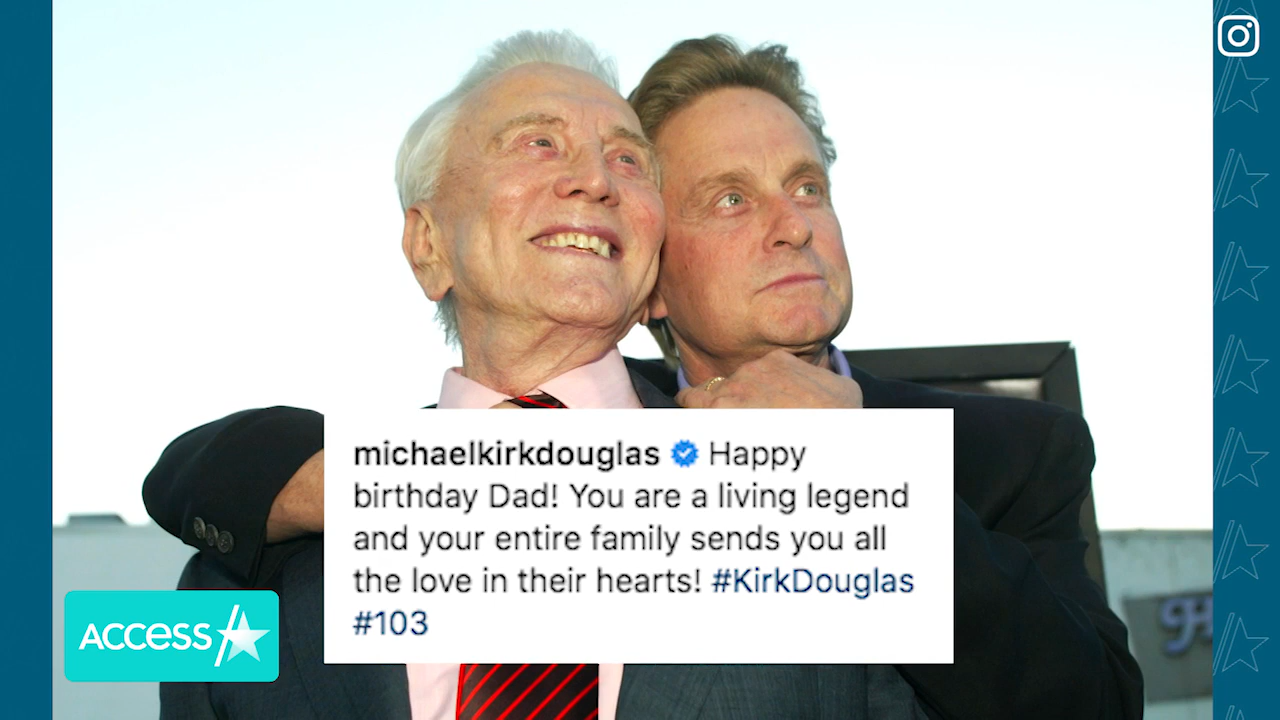 michaelkirkdouglas Happy
birthday Dad! You are a living legend
and your entire family sends you all
the love in their hearts! #KirkDouglas
#103
ACCESS